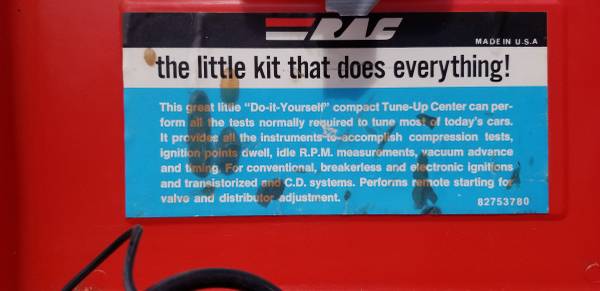 RAC
MADE IN U.S.A
the little kit that does everything!
This great little "Do-it-Yourself" compact Tune-Up Center can per-
form all the tests normally required to tune most of today's cars.
It provides all the instruments to accomplish compression tests,
ignition points dwell, idle R.P.M. measurements, vacuum advance
and timing. For conventional, breakerless and electronic ignitions
and transistorized and C.D. systems. Performs remote starting for
valve and distributor adjustment.
82753780